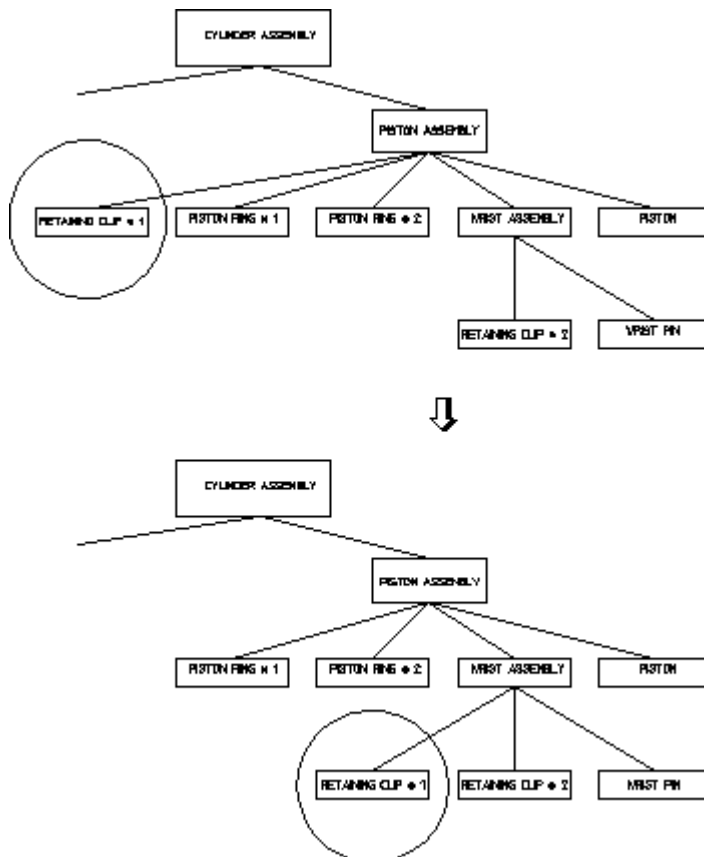 CYLINDER ASSEMBLY
PISTON ASSEMBLY
RETAINING CLIP # 1
PISTON RING # 1
PISTON RING # 2
WRIST ASSEMBLY
PISTON
RETAINING CLIP # 2
WRIST PIN
CYLINDER ASSEMBLY
PISTON ASSEMBLY
PISTON RING # 1
PISTON RING # 2
WRIST ASSEMBLY
PISTON
RETAINING CLIP # 1
RETAINING CLIP # 2
WRIST PIN